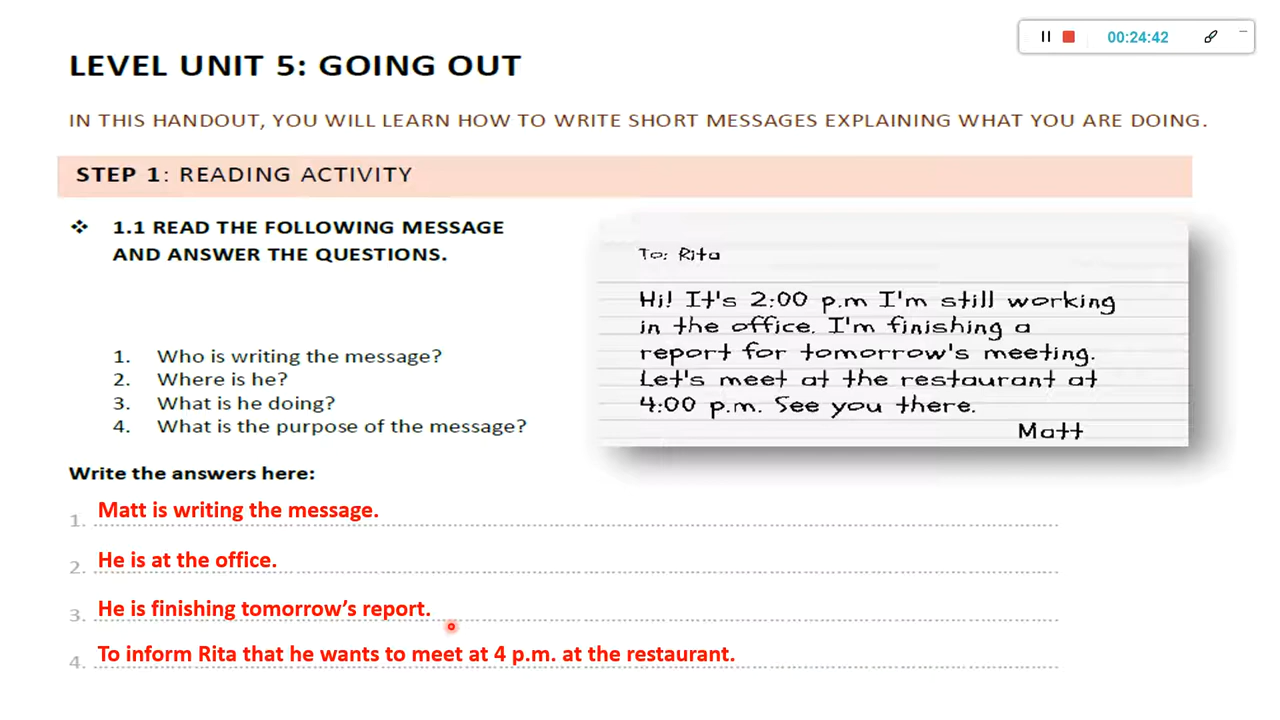 00:24:42
LEVEL UNIT 5: GOING OUT
IN THIS HANDOUT, YOU WILL LEARN HOW TO WRITE SHORT MESSAGES EXPLAINING WHAT YOU ARE DOING.
STEP 1: READING ACTIVITY
❖ 1.1 READ THE FOLLOWING MESSAGE
AND ANSWER THE QUESTIONS.
1. Who is writing the message?
2. Where is he?
3. What is he doing?
4. What is the purpose of the message?
To: Rita
Hi! It's 2:00 p.m I'm still working
in the office. I'm finishing a
report for tomorrow's meeting.
Let's meet at the restaurant at
4:00 p.m. See you there.
Matt
Write the answers here:
1. Matt is writing the message.
2. He is at the office.
3. He is finishing tomorrow’s report.
4. To inform Rita that he wants to meet at 4 p.m. at the restaurant.